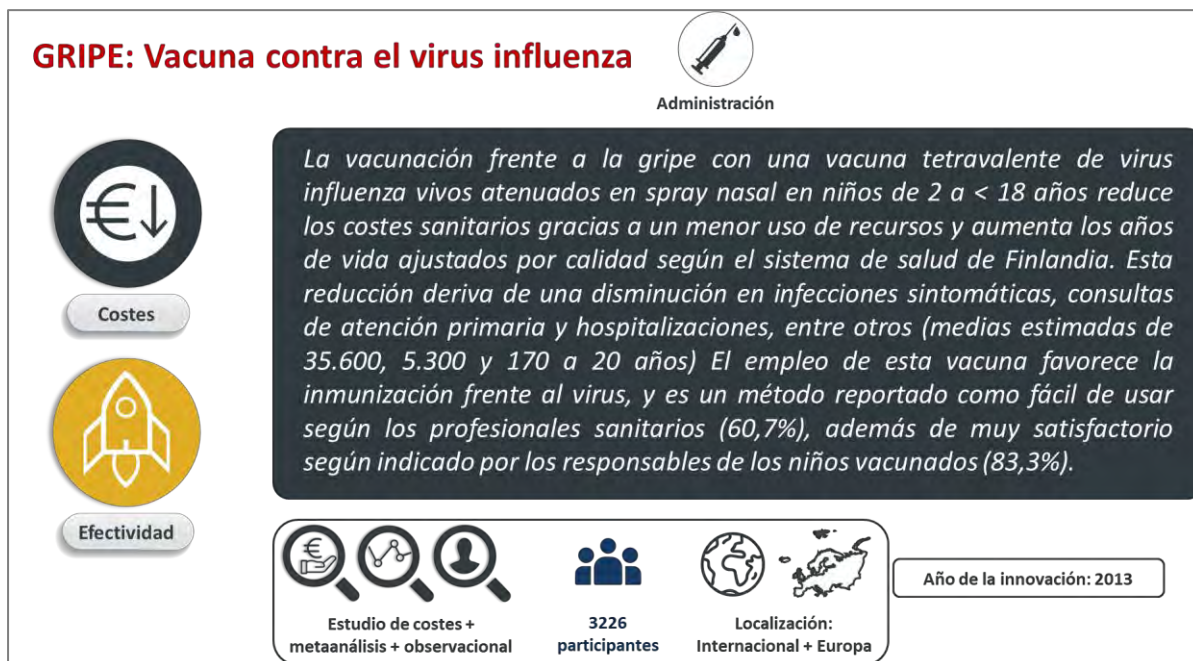 GRIPE: Vacuna contra el virus influenza
Administración
Costes
Efectividad
La vacunación frente a la gripe con una vacuna tetravalente de virus
influenza vivos atenuados en spray nasal en niños de 2 a < 18 años reduce
los costes sanitarios gracias a un menor uso de recursos y aumenta los años
de vida ajustados por calidad según el sistema de salud de Finlandia. Esta
reducción deriva de una disminución en infecciones sintomáticas, consultas
de atención primaria y hospitalizaciones, entre otros (medias estimadas de
35.600, 5.300 y 170 a 20 años) El empleo de esta vacuna favorece la
inmunización frente al virus, y es un método reportado como fácil de usar
según los profesionales sanitarios (60,7%), además de muy satisfactorio
según indicado por los responsables de los niños vacunados (83,3%).
Estudio de costes +
metaanálisis + observacional
3226
participantes
Localización:
Internacional + Europa
Año de la innovación: 2013